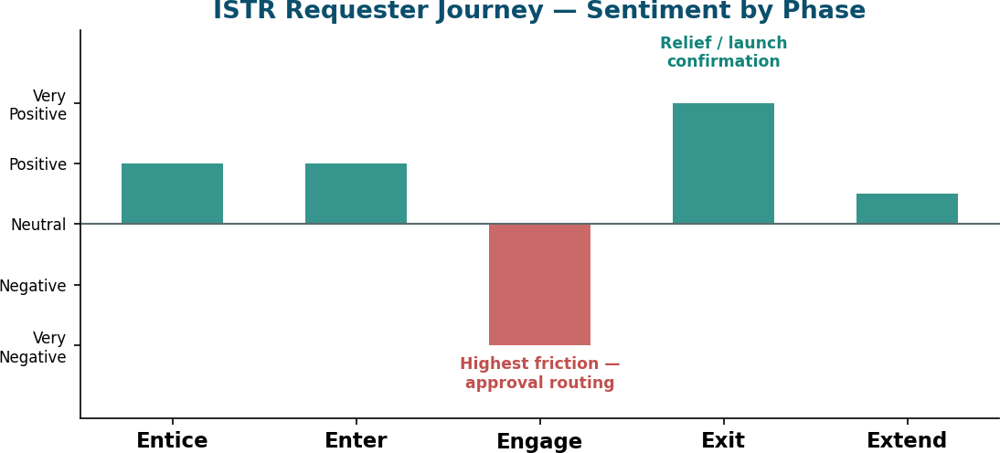 ISTR Requester Journey — Sentiment by Phase
Relief / launch
confirmation
Very
Positive
Positive
Neutral
Negative
Very
Negative
Highest friction —
approval routing
Entice
Enter
Engage
Exit
Extend